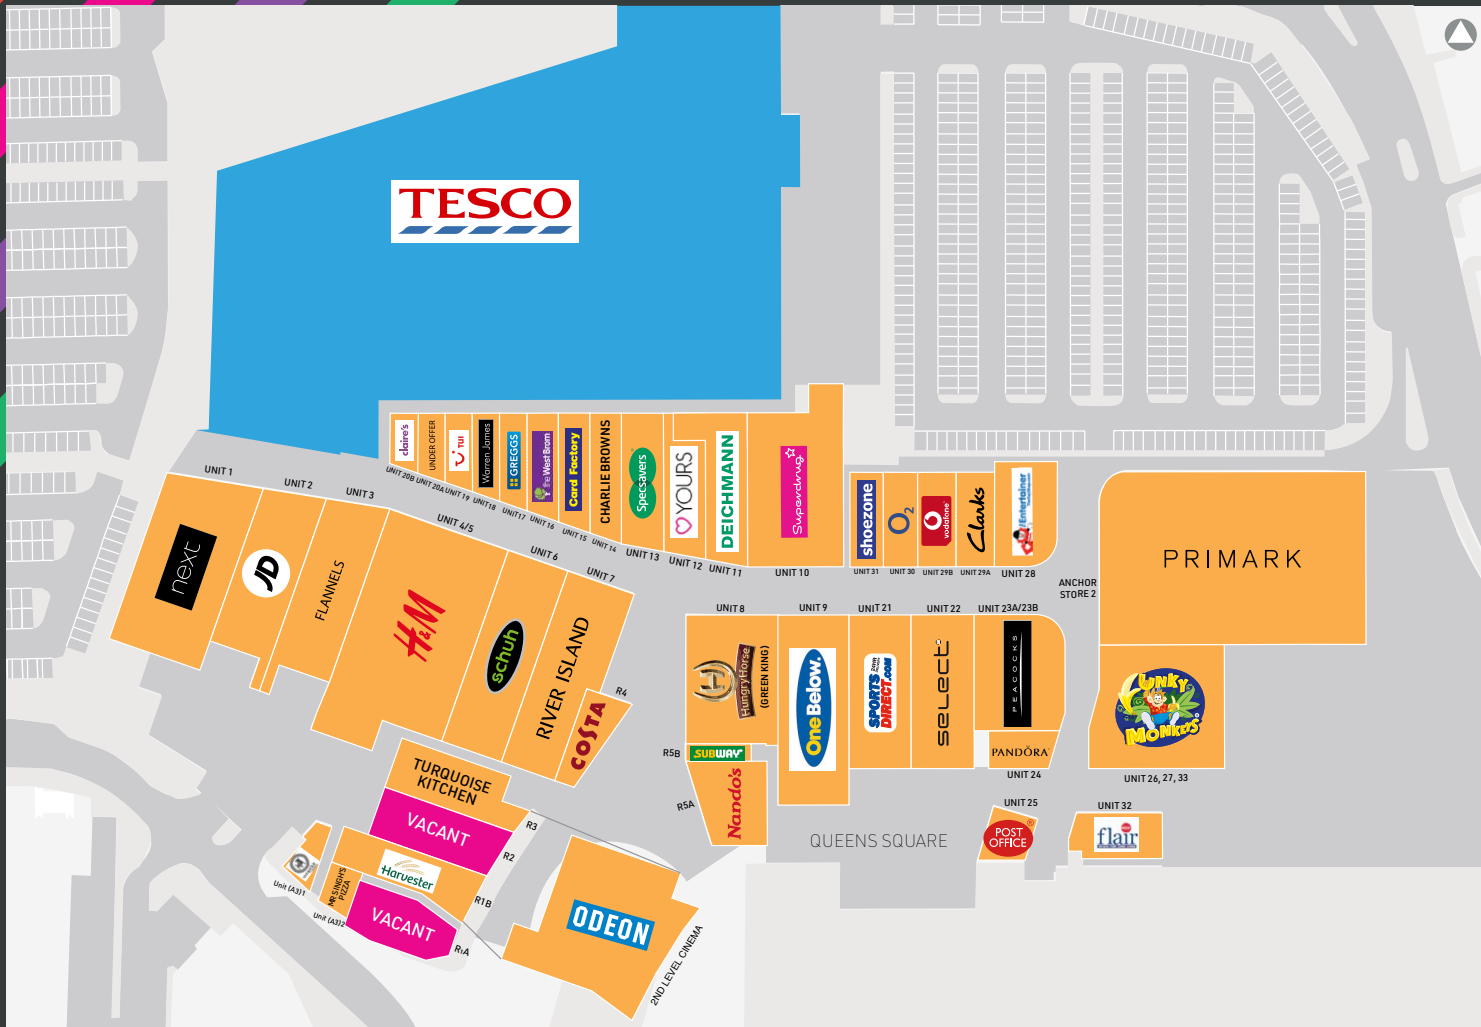 TESCO
claire's
UNDER OFFER
TUI
Warren James
GREGGS
the West Brom
Card Factory
CHARLIE BROWNS
Specsavers
YOURS
DEICHMANN
Superdrug
UNIT 20B
UNIT 20A
UNIT 19
UNIT18
UNIT17
UNIT 16
UNIT 15
UNIT 14
UNIT 13
UNIT 12
UNIT 11
UNIT 10
shoezone
O2
vodafone
Clarks
The Entertainer
UNIT 31
UNIT 30
UNIT 29B
UNIT 29A
UNIT 28
UNIT 1
UNIT 2
UNIT 3
UNIT 4/5
UNIT 6
UNIT 7
next
JD
FLANNELS
H&M
schuh
RIVER ISLAND
COSTA
R4
ANCHOR
STORE 2
PRIMARK
UNIT 8
UNIT 9
UNIT 21
UNIT 22
UNIT 23A/23B
H
Hungry Horse
(GREEN KING)
One Below.
SPORTS
DIRECT.COM
SELECT
PEACOCKS
PANDÖRA
UNIT 24
FUNKY
MONKEYS
UNIT 26, 27, 33
R5B
SUBWAY
R5A
Nando's
QUEENS SQUARE
UNIT 25
POST
OFFICE
UNIT 32
flair
TURQUOISE
KITCHEN
VACANT
R3
R2
Harvester
R1B
MR SINGH'S
PIZZA
VACANT
R1A
Unit (A3)1
Unit (A3)2
ODEON
2ND LEVEL CINEMA